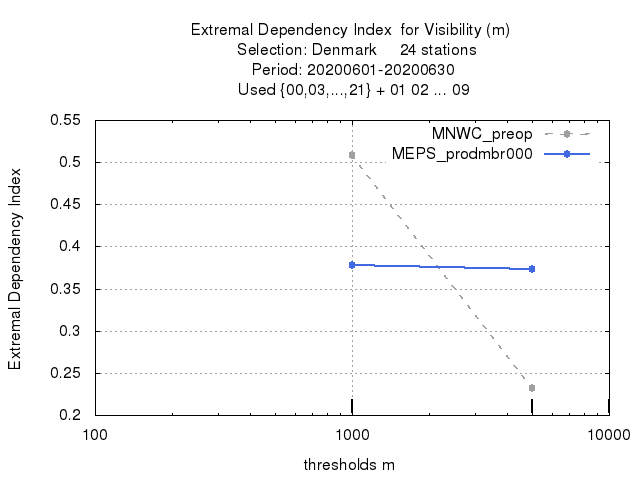 Extremal Dependency Index  for Visibility (m)
Selection: Denmark     24 stations
Period: 20200601-20200630
Used {00,03,...,21} + 01 02 ... 09
MNWC_preop
MEPS_prodmbr000
Extremal Dependency Index
0.55
0.5
0.45
0.4
0.35
0.3
0.25
0.2
100
1000
10000
thresholds m